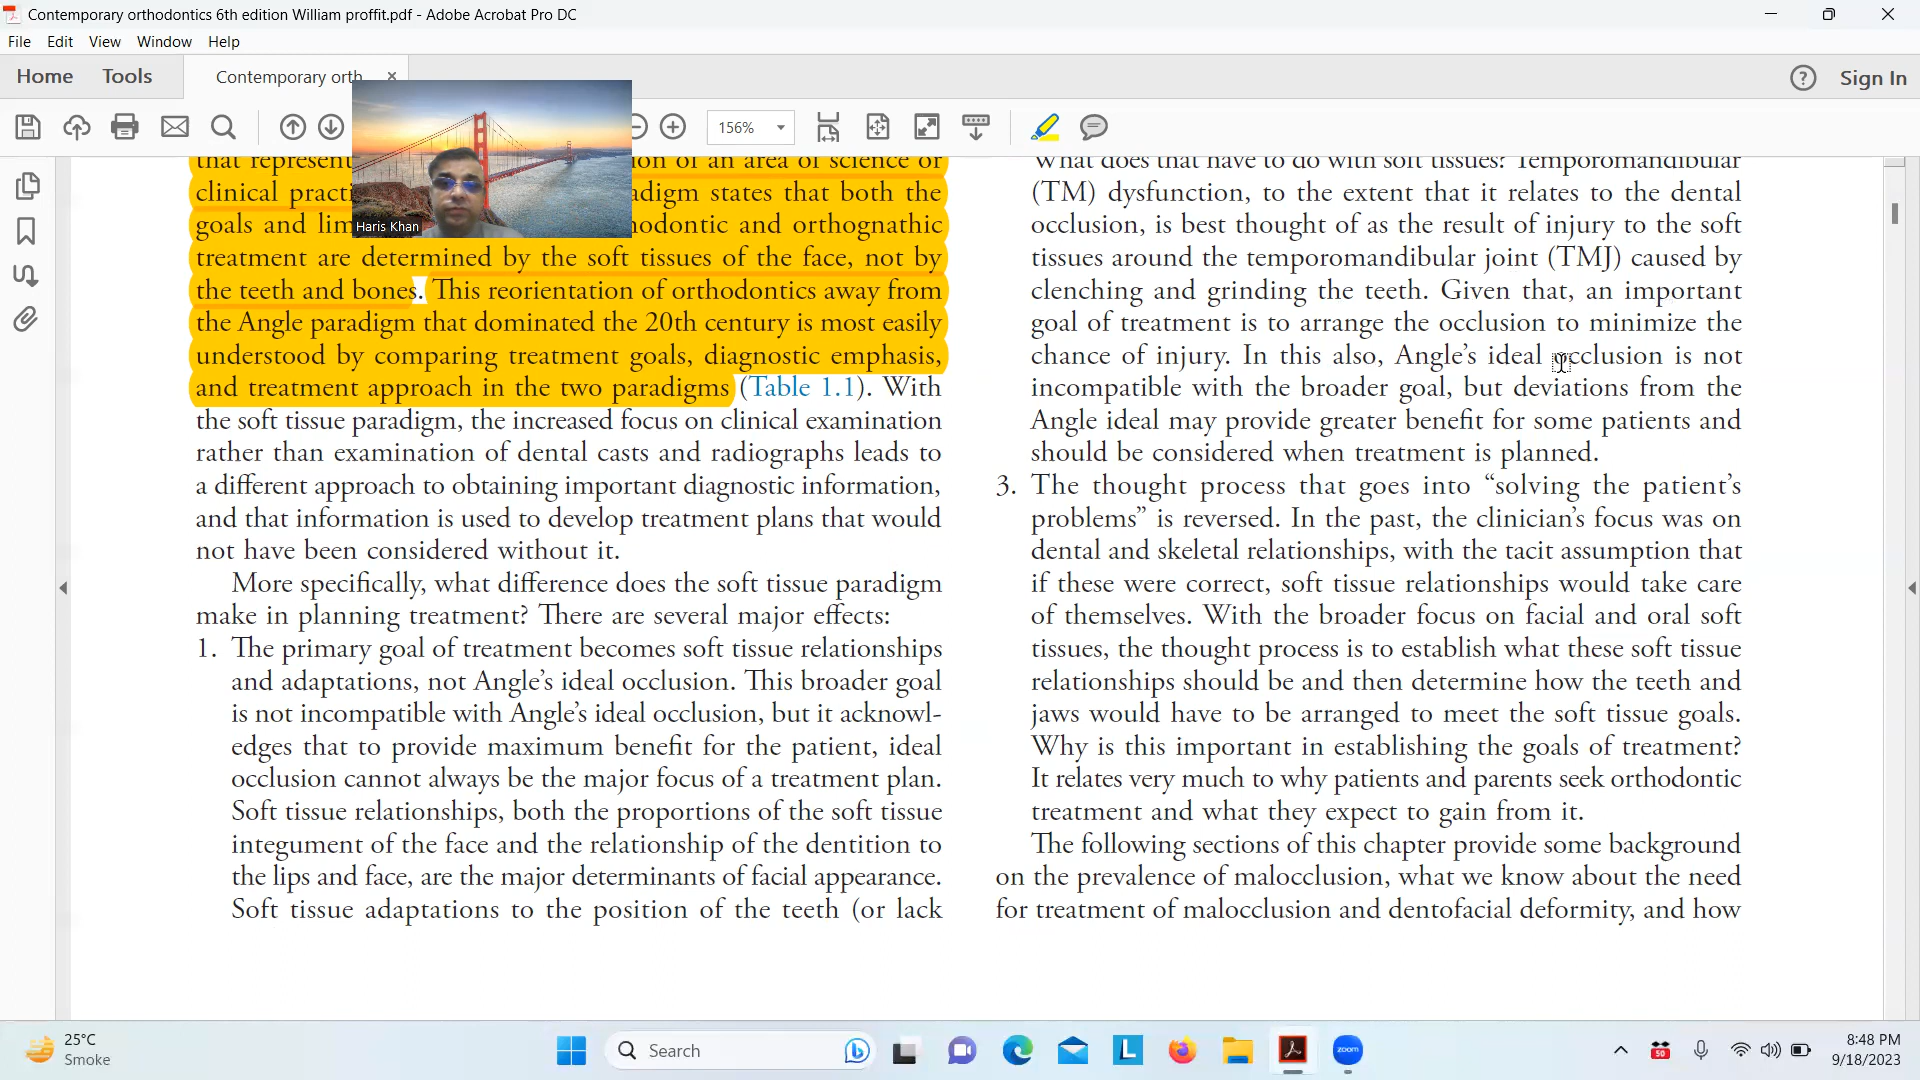 Contemporary orthodontics 6th edition William proffit.pdf - Adobe Acrobat Pro DC
File Edit View Window Help
Home Tools
Contemporary orth
Sign In
156%
Haris Khan
that represent
ion of an area of science or
clinical practi
adigm states that both the
goals and lim
hodontic and orthognathic
treatment are determined by the soft tissues of the face, not by
the teeth and bones. This reorientation of orthodontics away from
the Angle paradigm that dominated the 20th century is most easily
understood by comparing treatment goals, diagnostic emphasis,
and treatment approach in the two paradigms (Table 1.1). With
the soft tissue paradigm, the increased focus on clinical examination
rather than examination of dental casts and radiographs leads to
a different approach to obtaining important diagnostic information,
and that information is used to develop treatment plans that would
not have been considered without it.
More specifically, what difference does the soft tissue paradigm
make in planning treatment? There are several major effects:
1. The primary goal of treatment becomes soft tissue relationships
and adaptations, not Angle’s ideal occlusion. This broader goal
is not incompatible with Angle’s ideal occlusion, but it acknowl-
edges that to provide maximum benefit for the patient, ideal
occlusion cannot always be the major focus of a treatment plan.
Soft tissue relationships, both the proportions of the soft tissue
integument of the face and the relationship of the dentition to
the lips and face, are the major determinants of facial appearance.
Soft tissue adaptations to the position of the teeth (or lack
What does that have to do with soft tissues? Temporomandibular
(TM) dysfunction, to the extent that it relates to the dental
occlusion, is best thought of as the result of injury to the soft
tissues around the temporomandibular joint (TMJ) caused by
clenching and grinding the teeth. Given that, an important
goal of treatment is to arrange the occlusion to minimize the
chance of injury. In this also, Angle’s ideal occlusion is not
incompatible with the broader goal, but deviations from the
Angle ideal may provide greater benefit for some patients and
should be considered when treatment is planned.
3. The thought process that goes into “solving the patient’s
problems” is reversed. In the past, the clinician’s focus was on
dental and skeletal relationships, with the tacit assumption that
if these were correct, soft tissue relationships would take care
of themselves. With the broader focus on facial and oral soft
tissues, the thought process is to establish what these soft tissue
relationships should be and then determine how the teeth and
jaws would have to be arranged to meet the soft tissue goals.
Why is this important in establishing the goals of treatment?
It relates very much to why patients and parents seek orthodontic
treatment and what they expect to gain from it.
The following sections of this chapter provide some background
on the prevalence of malocclusion, what we know about the need
for treatment of malocclusion and dentofacial deformity, and how
25°C
Smoke
Search
L
zoom
50
8:48 PM
9/18/2023